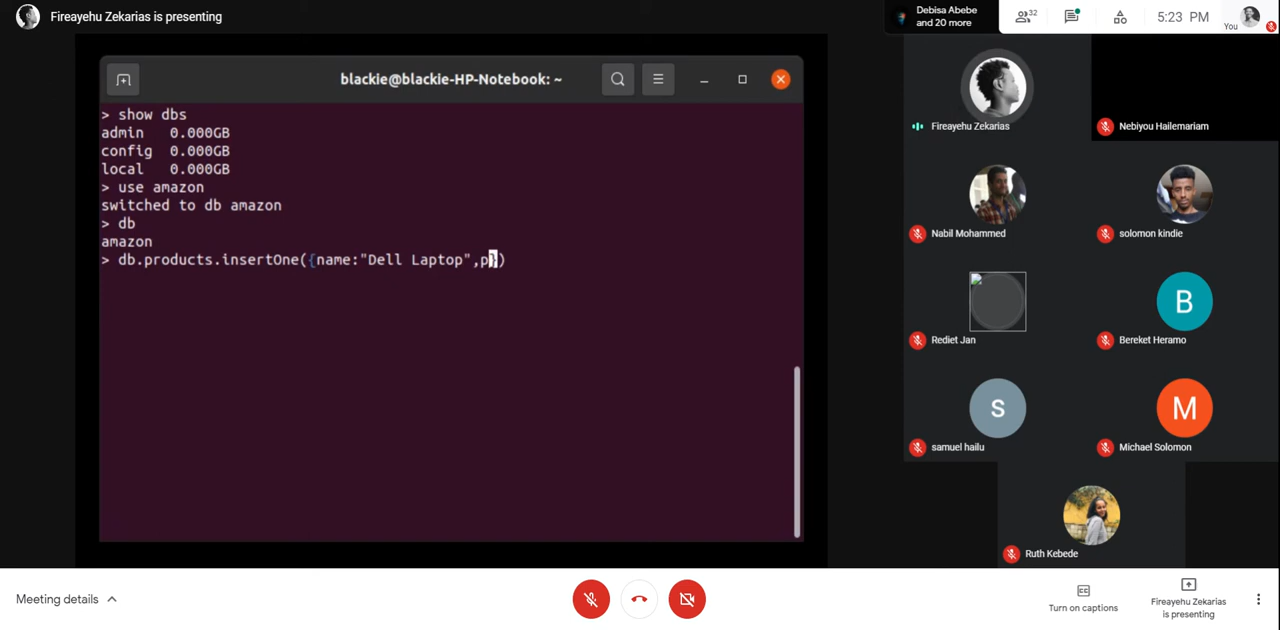 Fireayehu Zekarias is presenting
Debisa Abebe
and 20 more
32
5:23 PM
You
blackie@blackie-HP-Notebook: ~
> show dbs
admin 0.000GB
config 0.000GB
local 0.000GB
> use amazon
switched to db amazon
> db
amazon
> db.products.insertOne({name:"Dell Laptop",p})
Fireayehu Zekarias
Nebiyou Hailemariam
Nabil Mohammed
solomon kindie
Rediet Jan
B
Bereket Heramo
s
samuel hailu
M
Michael Solomon
Ruth Kebede
Meeting details
CC
Turn on captions
Fireayehu Zekarias
is presenting